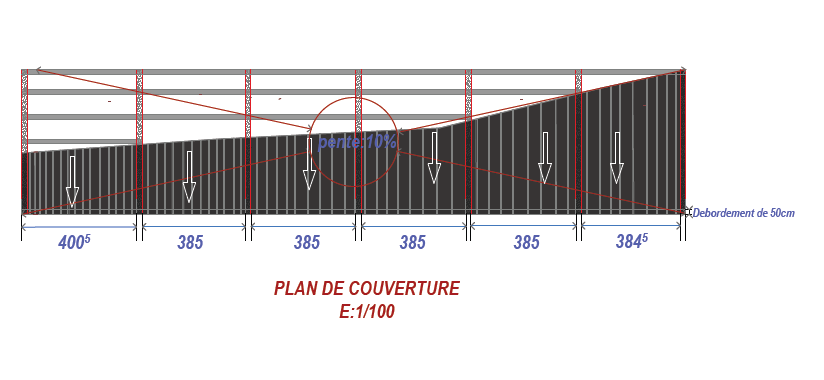 pente:10%
Debordement de 50cm
400⁵ 385 385 385 385 384⁵
PLAN DE COUVERTURE
E:1/100